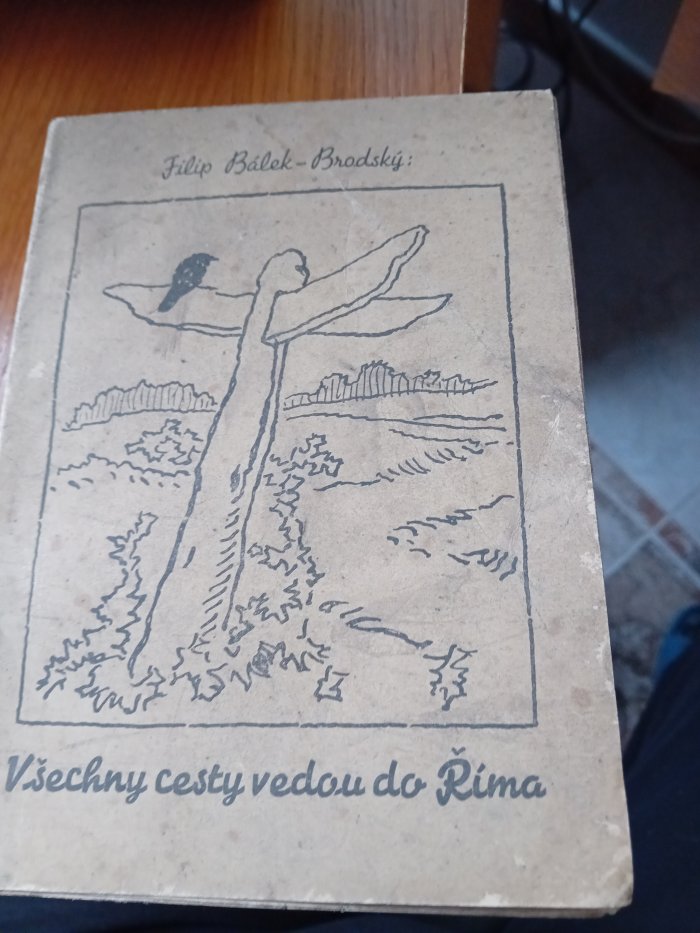 Filip Bálek-Brodský:
Všechny cesty vedou do Říma